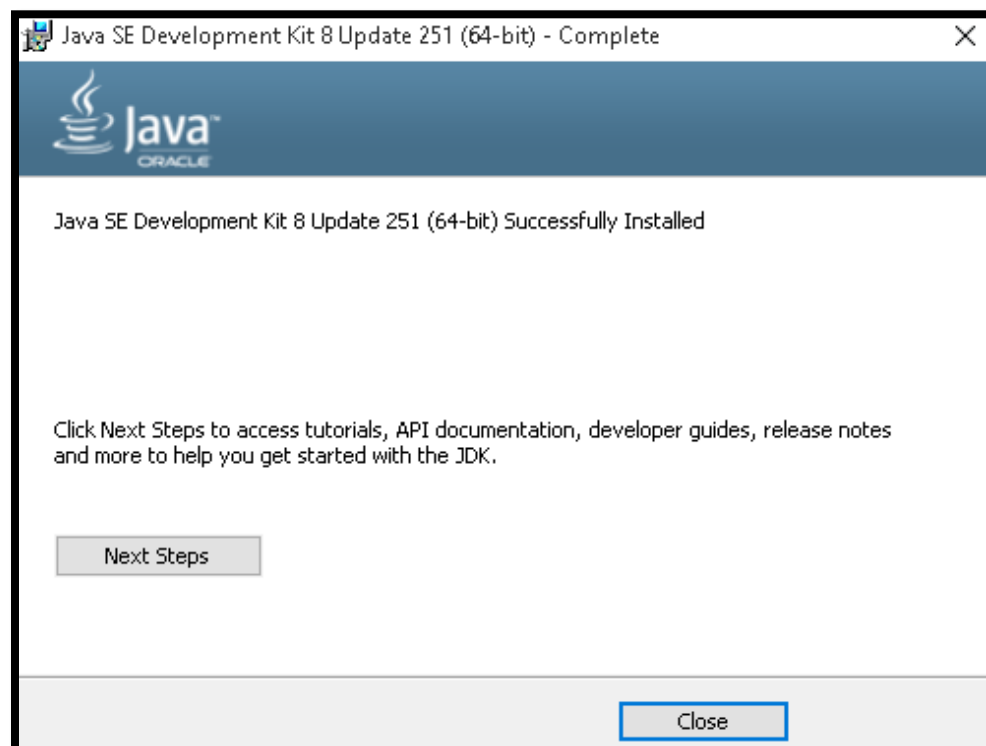 Java SE Development Kit 8 Update 251 (64-bit) - Complete
Java™
ORACLE
Java SE Development Kit 8 Update 251 (64-bit) Successfully Installed
Click Next Steps to access tutorials, API documentation, developer guides, release notes
and more to help you get started with the JDK.
Next Steps
Close